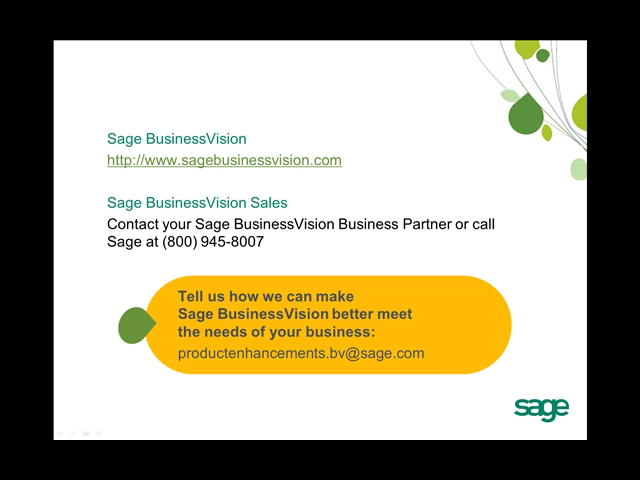 Sage BusinessVision
http://www.sagebusinessvision.com
Sage BusinessVision Sales
Contact your Sage BusinessVision Business Partner or call
Sage at (800) 945-8007
Tell us how we can make
Sage BusinessVision better meet
the needs of your business:
productenhancements.bv@sage.com
sage